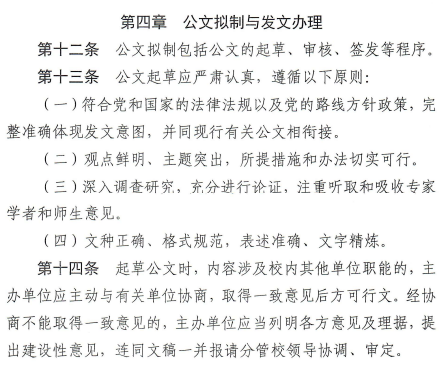 第四章 公文拟制与发文办理
第十二条 公文拟制包括公文的起草、审核、签发等程序。
第十三条 公文起草应严肃认真，遵循以下原则：
（一）符合党和国家的法律法规以及党的路线方针政策，完
整准确体现发文意图，并同现行有关公文相衔接。
（二）观点鲜明、主题突出，所提措施和办法切实可行。
（三）深入调查研究，充分进行论证，注重听取和吸收专家
学者和师生意见。
（四）文种正确、格式规范，表述准确、文字精炼。
第十四条 起草公文时，内容涉及校内其他单位职能的，主
办单位应主动与有关单位协商，取得一致意见后方可行文。经协
商不能取得一致意见的，主办单位应当列明各方意见及理据，提
出建设性意见，连同文稿一并报请分管校领导协调、审定。